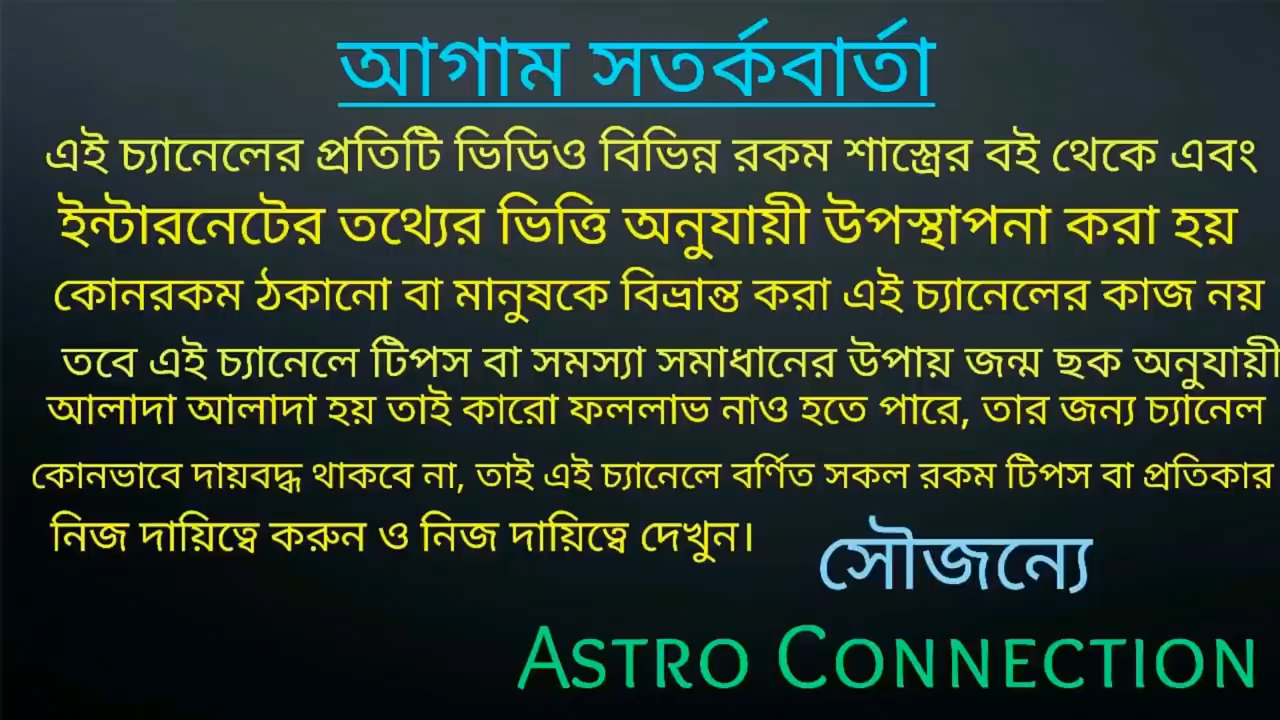 আগাম সতর্কবার্তা
এই চ্যানেলের প্রতিটি ভিডিও বিভিন্ন রকম শাস্ত্রের বই থেকে এবং
ইন্টারনেটের তথ্যের ভিত্তি অনুযায়ী উপস্থাপনা করা হয়
কোনরকম ঠকানো বা মানুষকে বিভ্রান্ত করা এই চ্যানেলের কাজ নয়
তবে এই চ্যানেলে টিপস বা সমস্যা সমাধানের উপায় জন্ম ছক অনুযায়ী
আলাদা আলাদা হয় তাই কারো ফললাভ নাও হতে পারে, তার জন্য চ্যানেল
কোনভাবে দায়বদ্ধ থাকবে না, তাই এই চ্যানেলে বর্ণিত সকল রকম টিপস বা প্রতিকার
নিজ দায়িত্বে করুন ও নিজ দায়িত্বে দেখুন।
সৌজন্যে
ASTRO CONNECTION